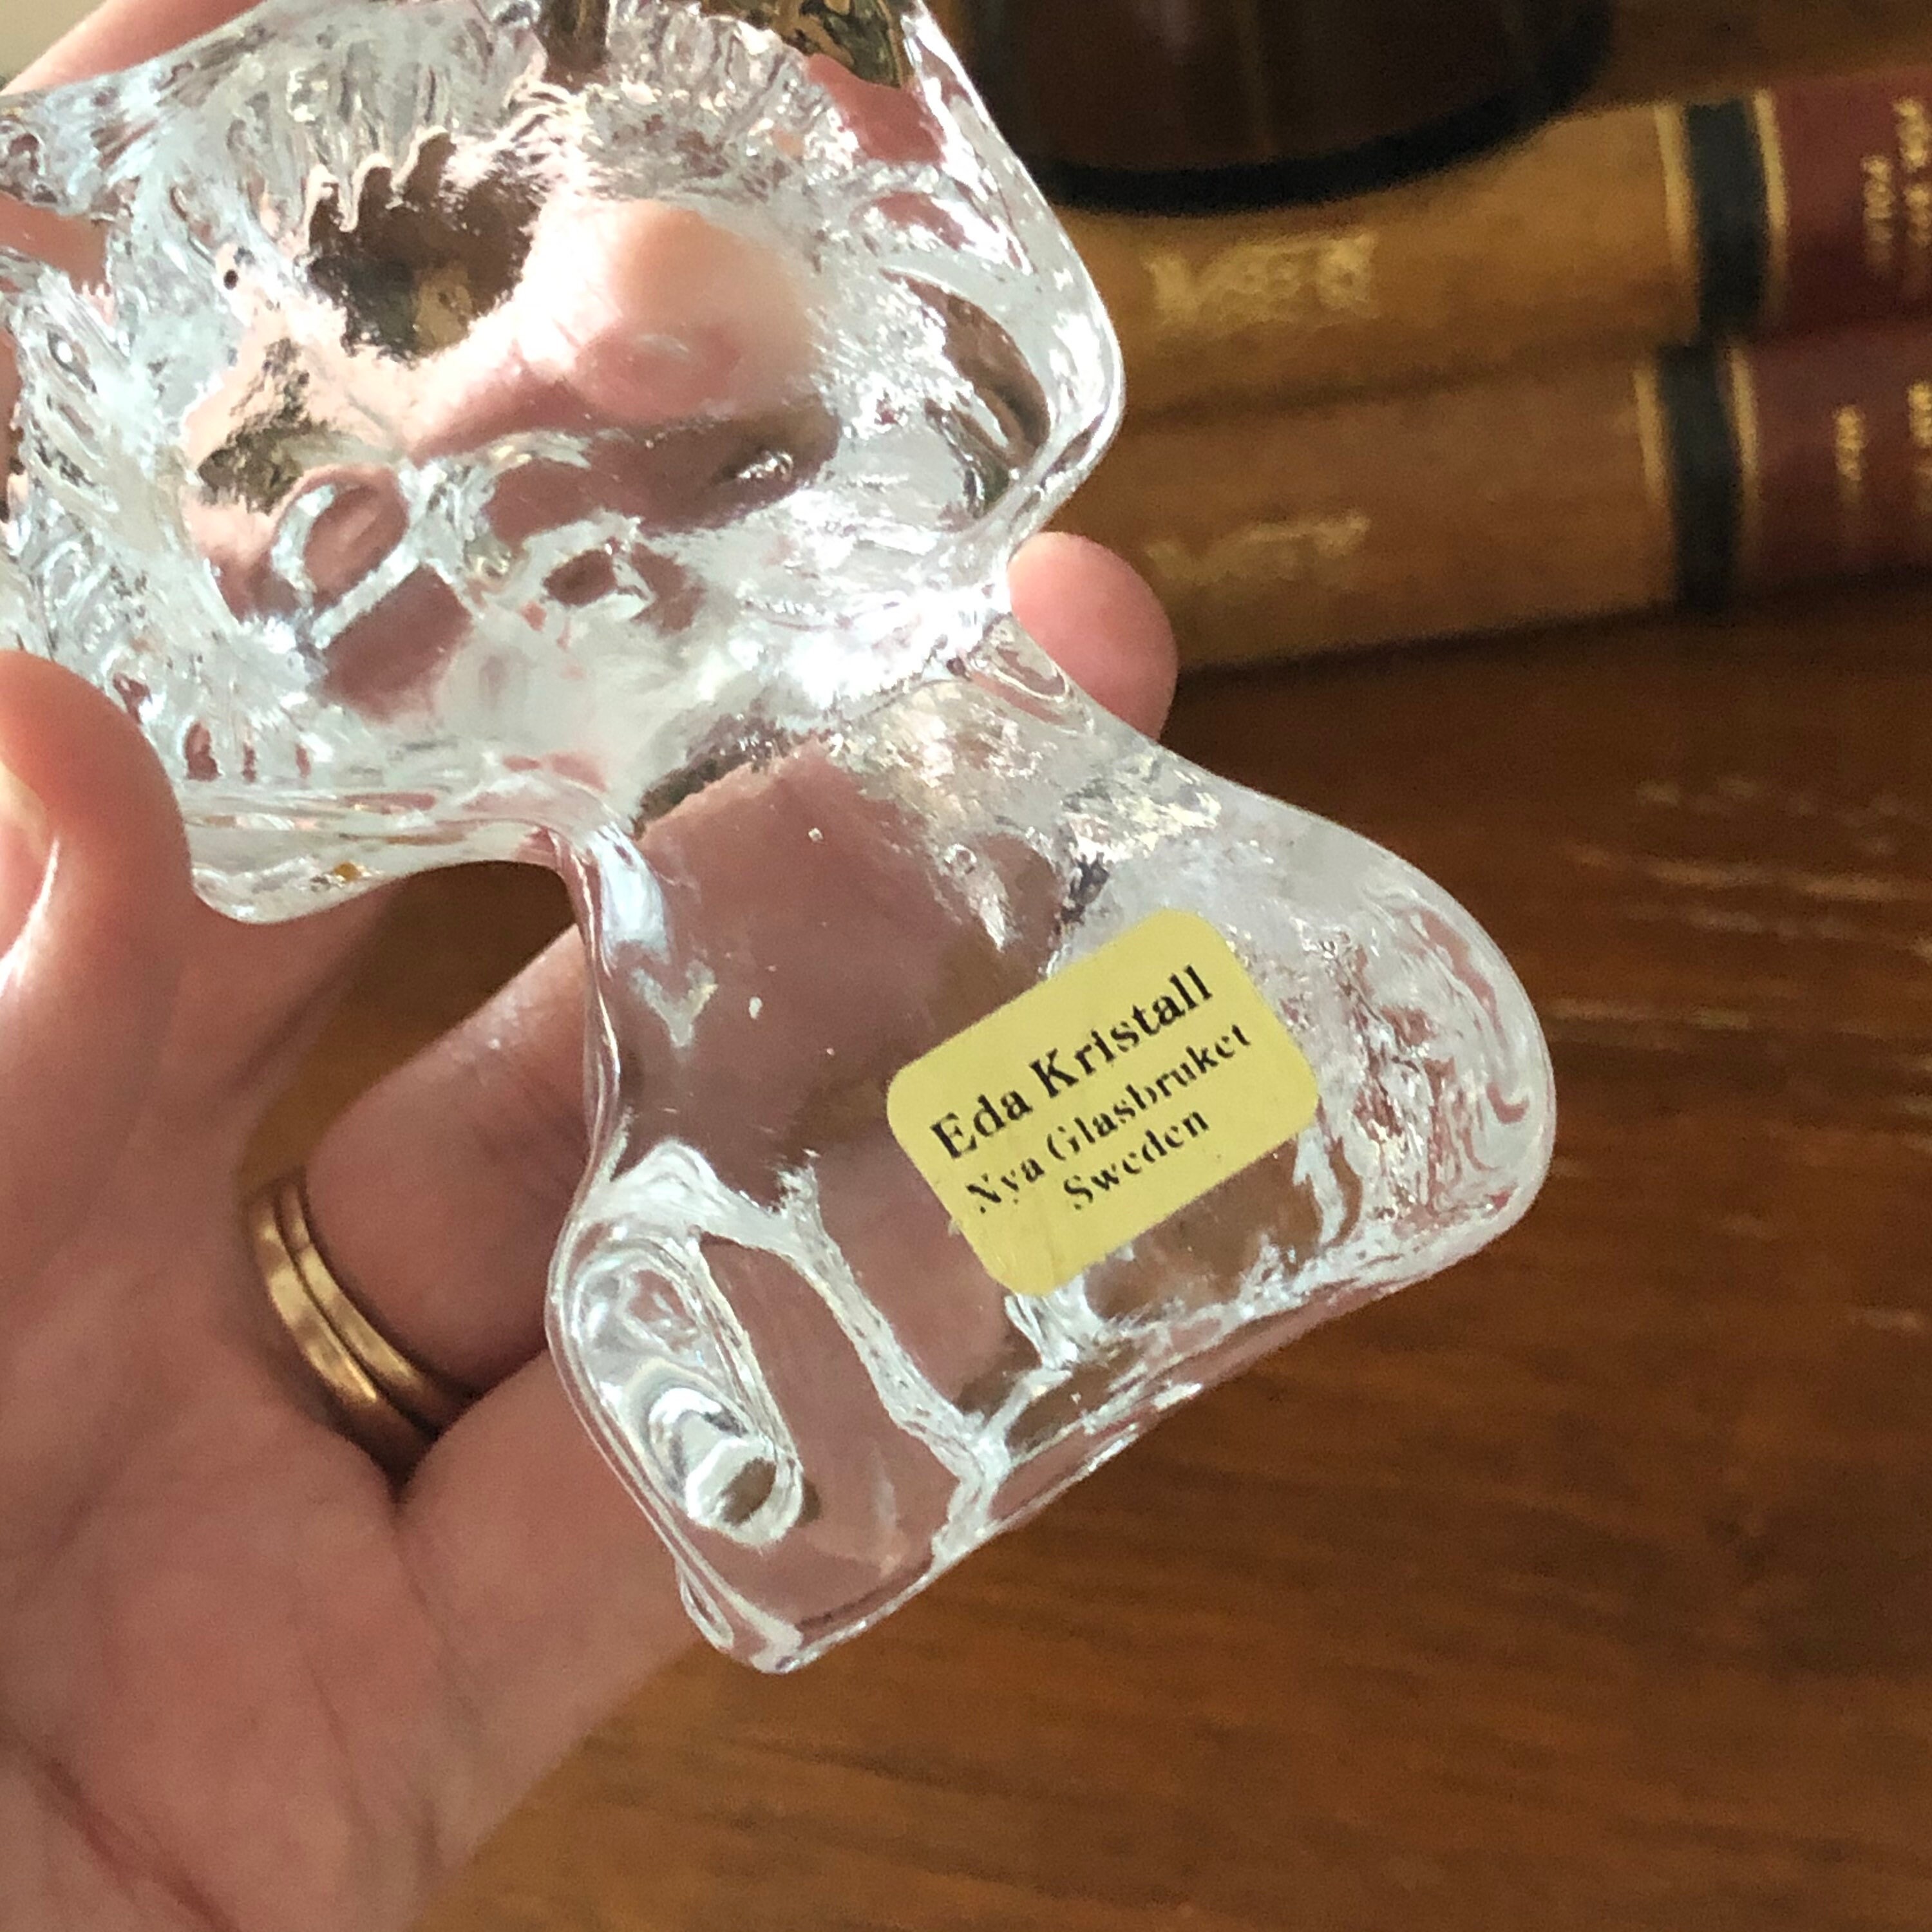 Eda Kristall
Nya Glasbruket
Sweden